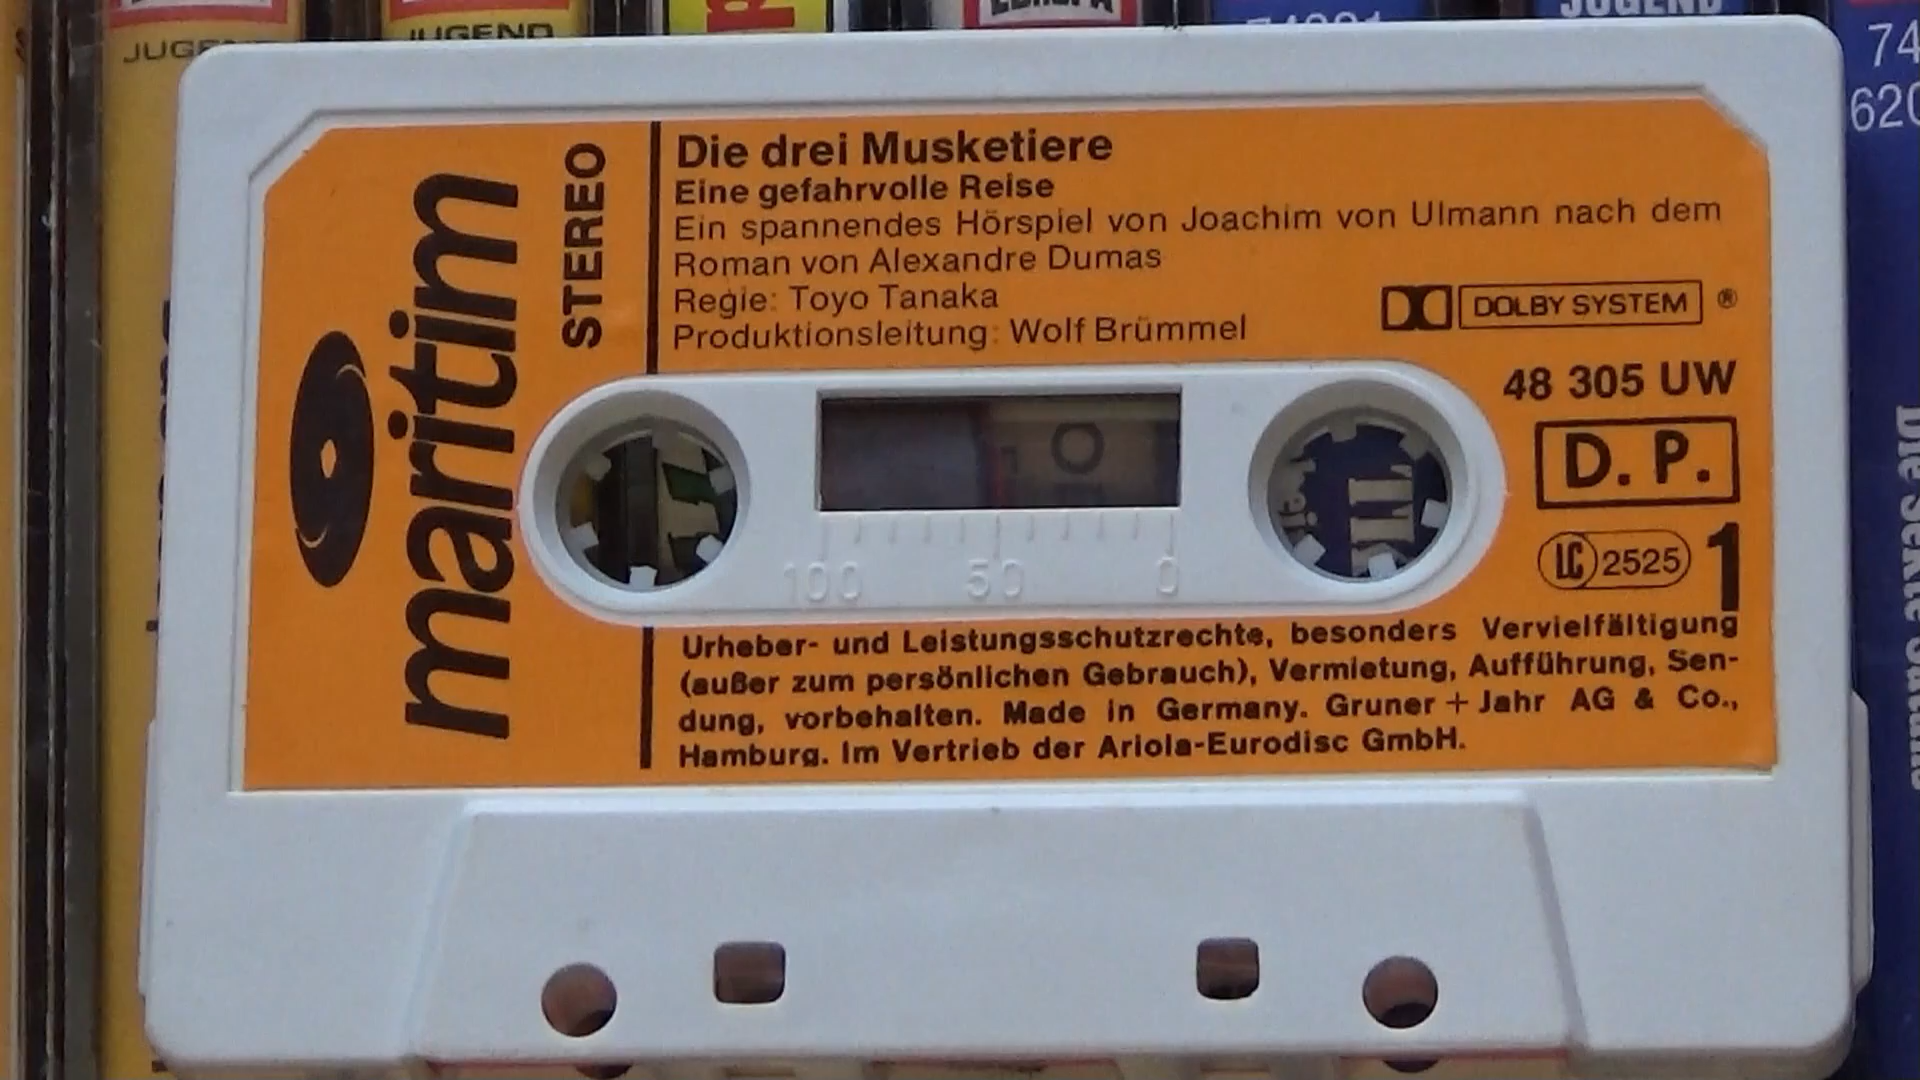 JUGEND
74
620
maritim
STEREO
Die drei Musketiere
Eine gefahrvolle Reise
Ein spannendes Hörspiel von Joachim von Ulmann nach dem
Roman von Alexandre Dumas
Regie: Toyo Tanaka
Produktionsleitung: Wolf Brümmel
DOLBY SYSTEM ®
48 305 UW
D. P.
LC 2525
1
100 50 0
Urheber- und Leistungsschutzrechte, besonders Vervielfältigung
(außer zum persönlichen Gebrauch), Vermietung, Aufführung, Sen-
dung, vorbehalten. Made in Germany. Gruner + Jahr AG & Co.,
Hamburg. Im Vertrieb der Ariola-Eurodisc GmbH.